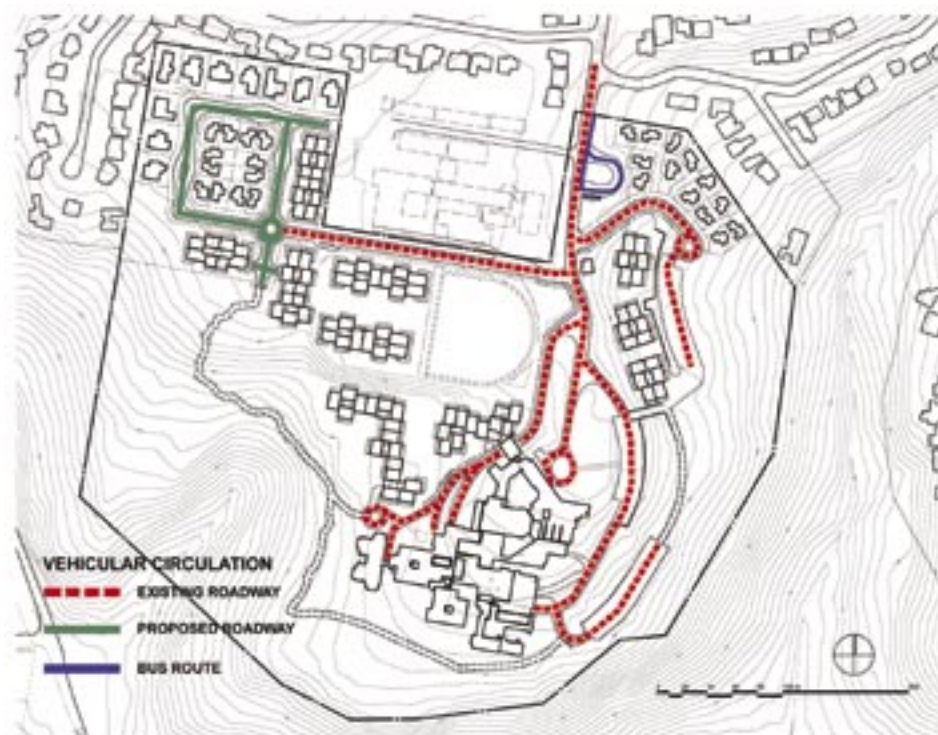 VEHICULAR CIRCULATION
EXISTING ROADWAY
PROPOSED ROADWAY
BUS ROUTE